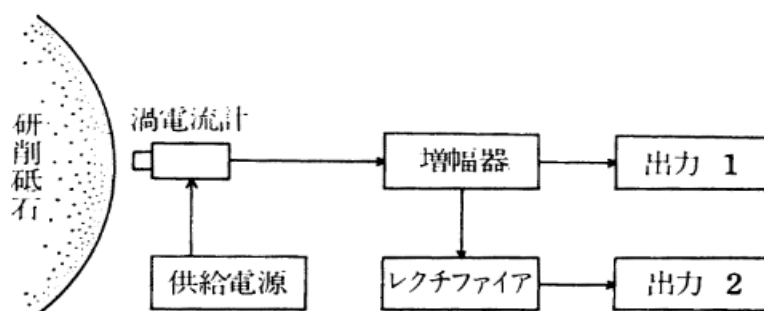 研削砥石
渦電流計
増幅器
出力 1
供給電源
レクチファイア
出力 2